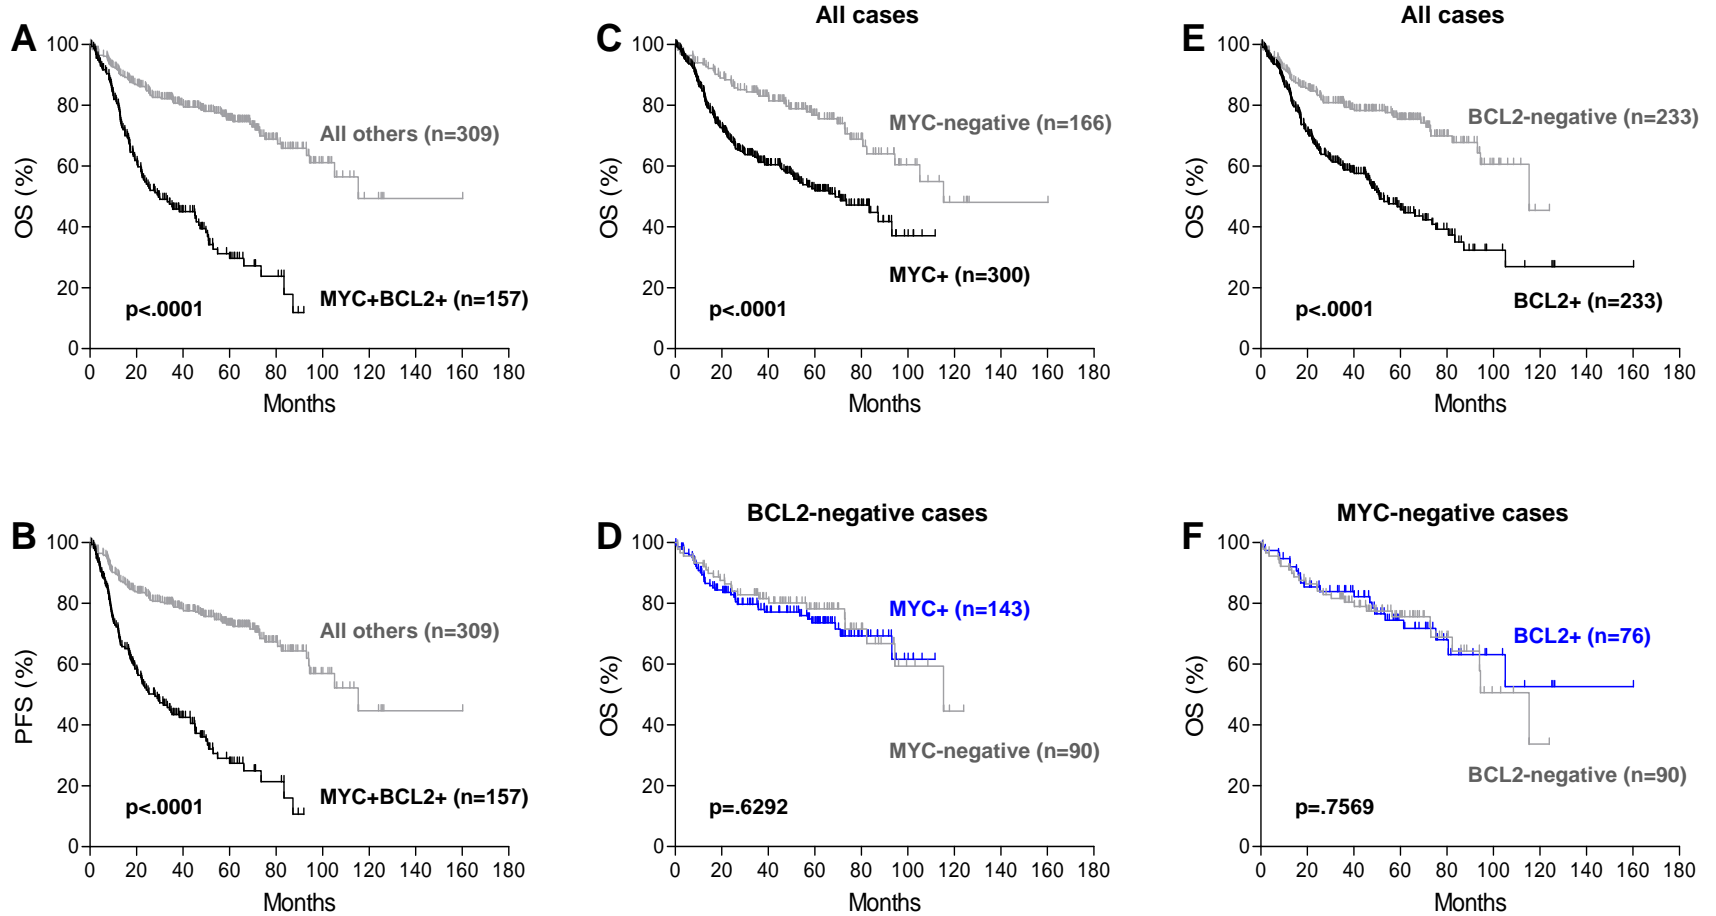 A
100
80
60
40
20
0
OS (%)
All others (n=309)
MYC+BCL2+ (n=157)
p<.0001
0 20 40 60 80 100 120 140 160 180
Months
All cases
C
100
80
60
40
20
0
OS (%)
MYC-negative (n=166)
MYC+ (n=300)
p<.0001
0 20 40 60 80 100 120 140 160 180
Months
All cases
E
100
80
60
40
20
0
OS (%)
BCL2-negative (n=233)
BCL2+ (n=233)
p<.0001
0 20 40 60 80 100 120 140 160 180
Months
B
100
80
60
40
20
0
PFS (%)
All others (n=309)
MYC+BCL2+ (n=157)
p<.0001
0 20 40 60 80 100 120 140 160 180
Months
BCL2-negative cases
D
100
80
60
40
20
0
OS (%)
MYC+ (n=143)
MYC-negative (n=90)
p=.6292
0 20 40 60 80 100 120 140 160 180
Months
MYC-negative cases
F
100
80
60
40
20
0
OS (%)
BCL2+ (n=76)
BCL2-negative (n=90)
p=.7569
0 20 40 60 80 100 120 140 160 180
Months